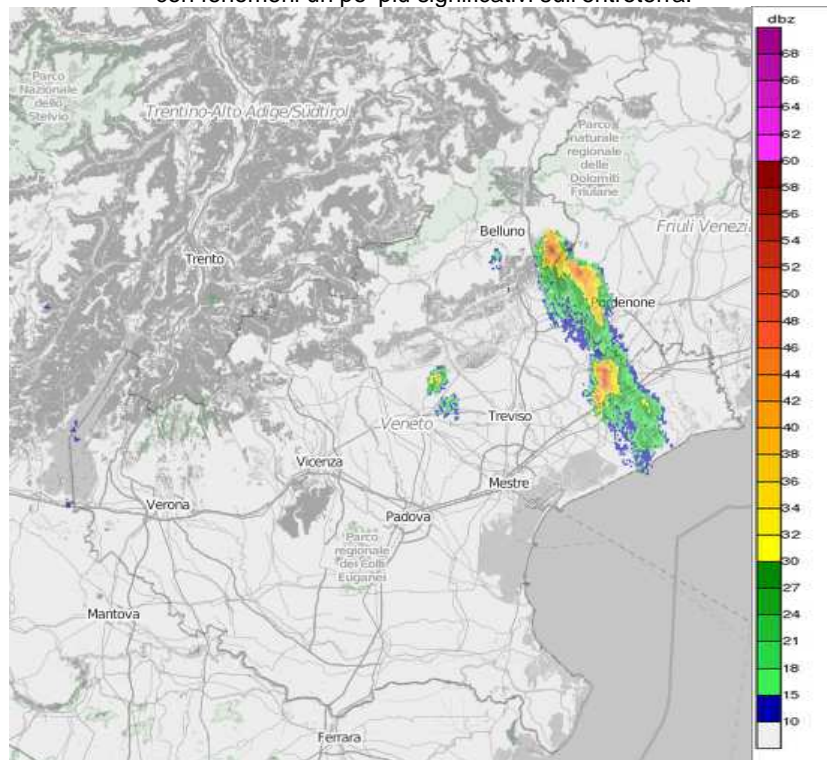 con fenomeni un po' più significativi sull'entroterra.
dbz
Parco
Nazionale
dello
Stelvio
Trentino-Alto Adige/Südtirol
Parco
naturale
regionale
delle
Dolomiti
Friulane
Friuli Venezi
Belluno
Trento
Pordenone
Treviso
Veneto
Vicenza
Mestre
Verona
Padova
Parco
regionale
dei Colli
Euganei
Mantova
Ferrara
68
66
64
62
60
58
56
54
52
50
48
46
44
42
40
38
36
34
32
30
27
24
21
18
15
10